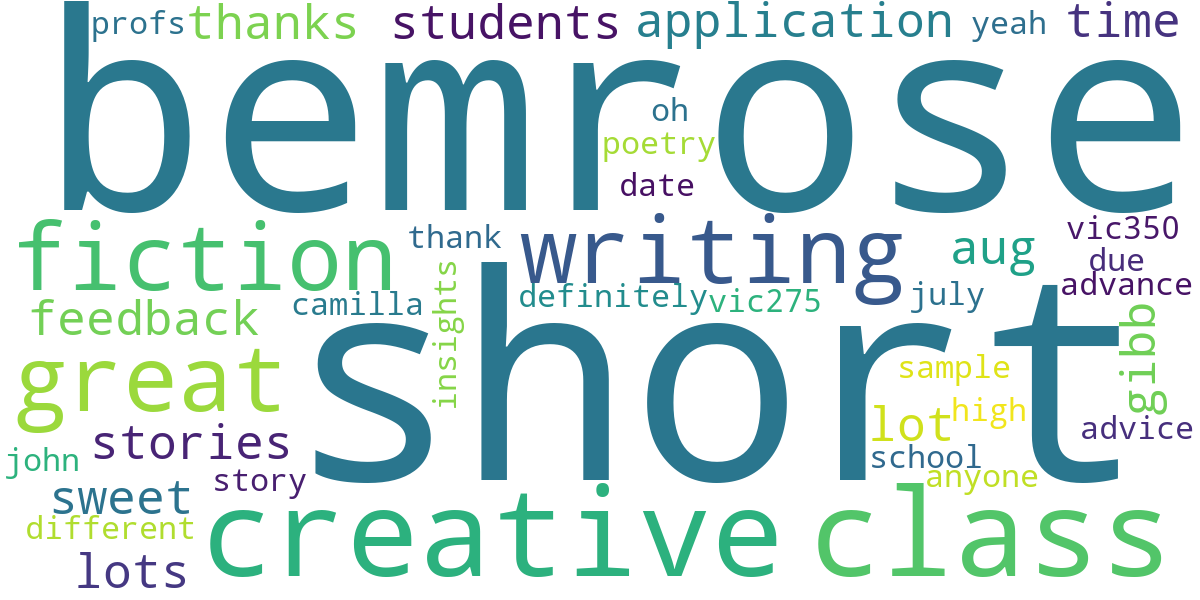 profs thanks students application yeah time
bemrose
oh
poetry
date
fiction thank writing aug vic350
due
feedback camilla insights definitely vic275 july advance
great short sample gibb
lot high
stories advice
john story school anyone
sweet
different creative class
lots